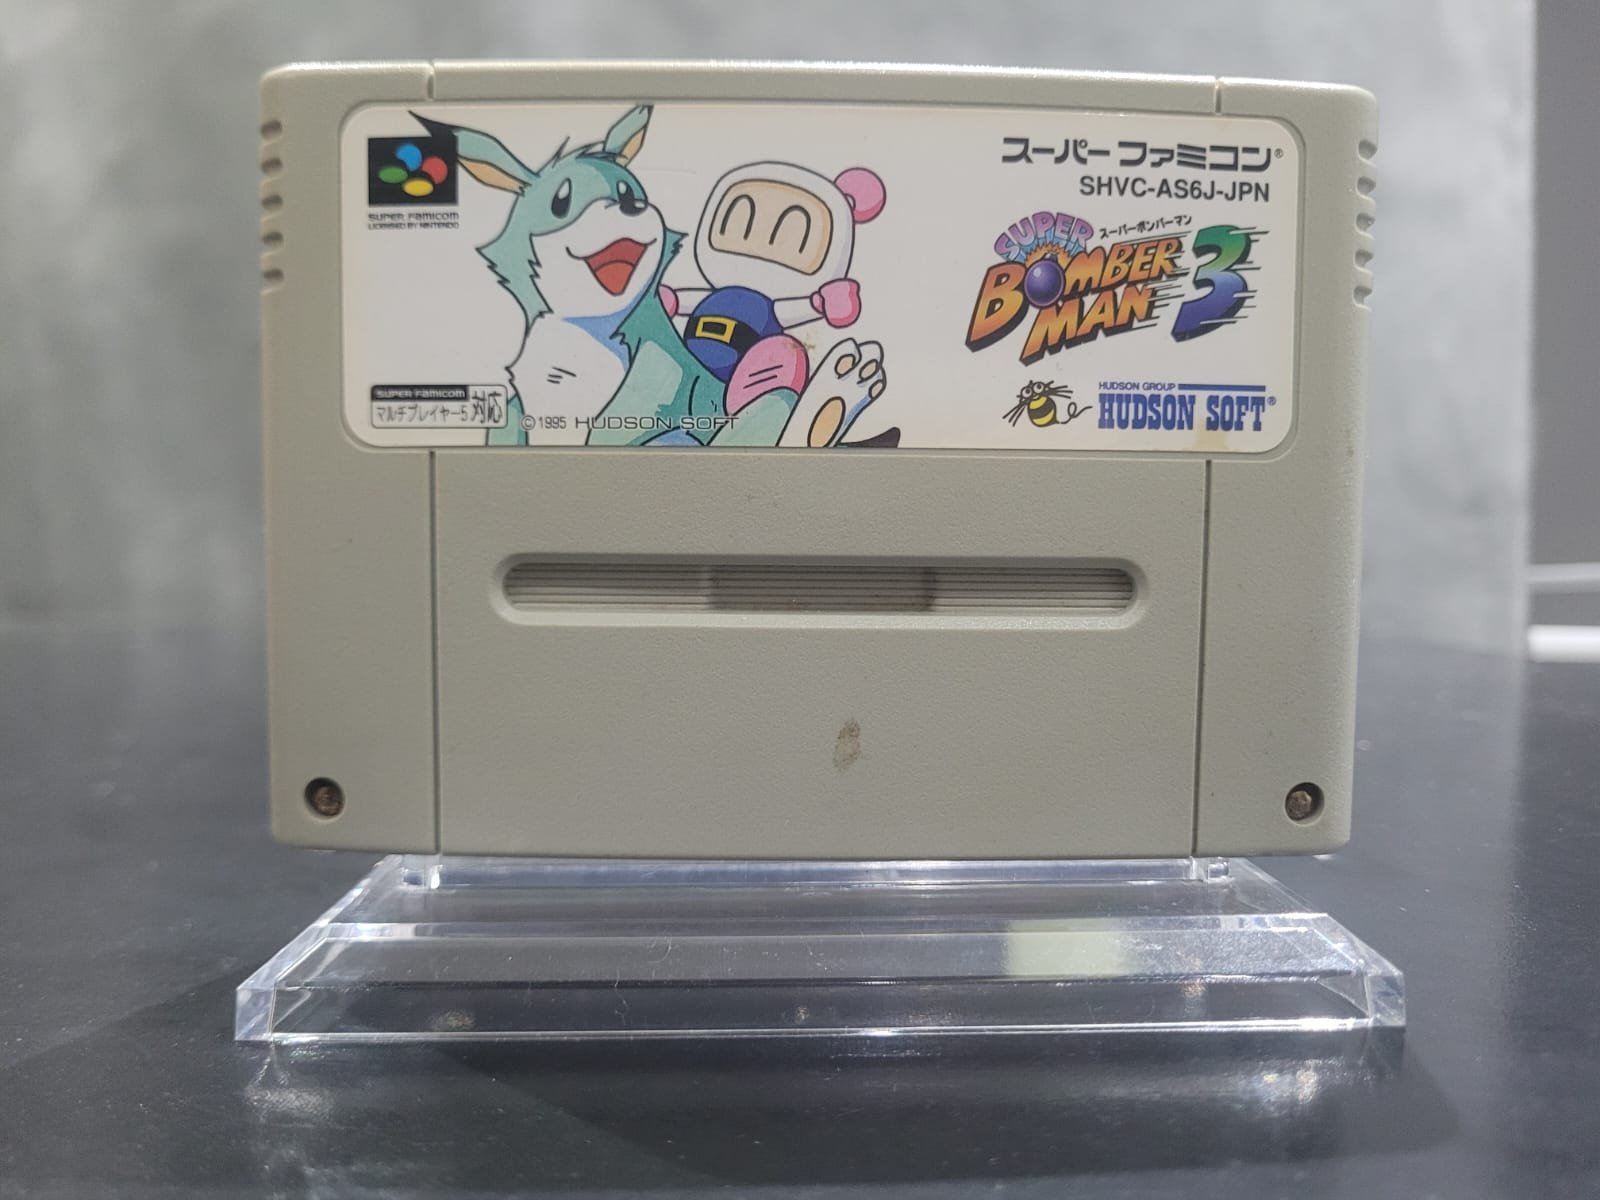 SUPER Famicom
LICENSED BY NINTENDO
スーパーファミコン®
SHVC-AS6J-JPN
SUPER
スーパーボンバーマン
BOMBER
MAN 3
SUPER Famicom
マルチプレイヤー5対応
©1995 HUDSON SOFT
HUDSON GROUP
HUDSON SOFT®